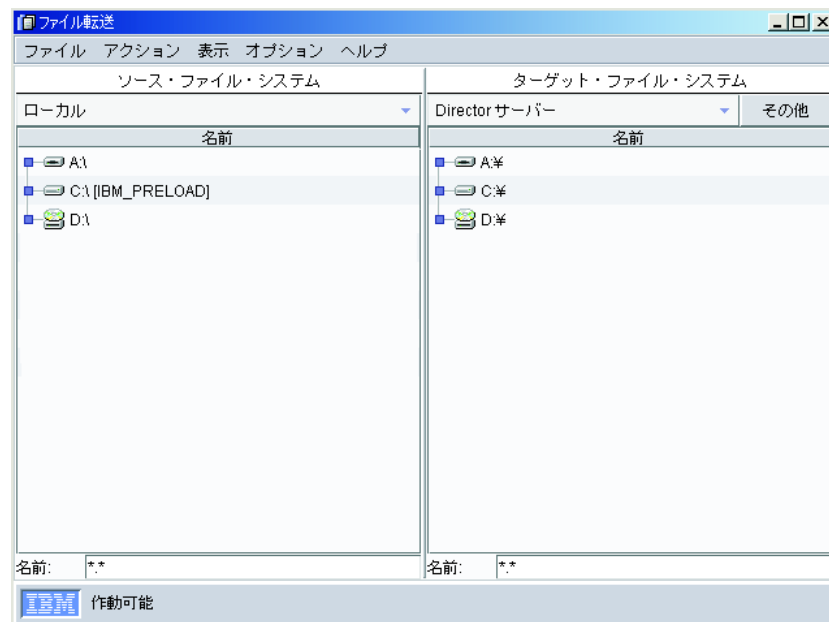 ファイル転送
ファイル アクション 表示 オプション ヘルプ
ソース・ファイル・システム
ローカル
名前
A:\
C:\ [IBM_PRELOAD]
D:\
名前: *.*
ターゲット・ファイル・システム
Director サーバー その他
名前
A:¥
C:¥
D:¥
名前: *.*
IBM 作動可能